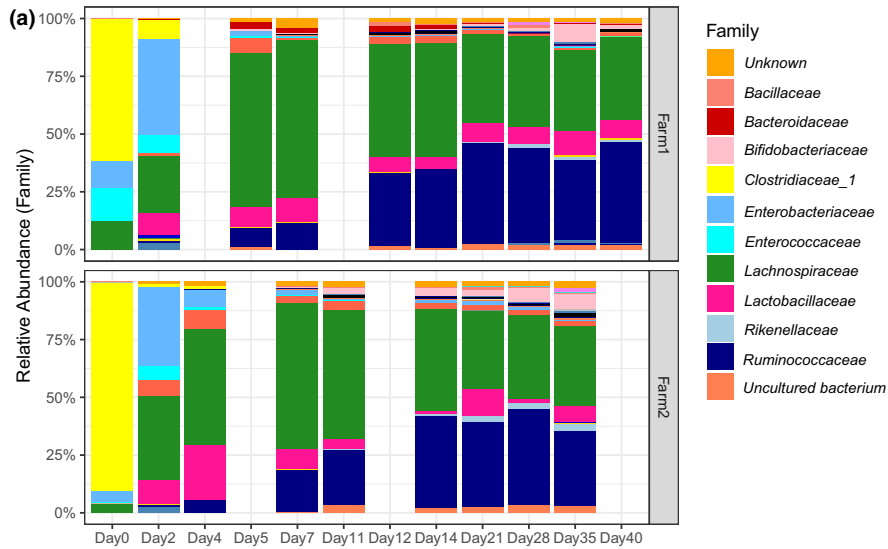 (a)
Relative Abundance (Family)
100%
75%
50%
25%
0%
Farm1
100%
75%
50%
25%
0%
Farm2
Day0 Day2 Day4 Day5 Day7 Day11 Day12 Day14 Day21 Day28 Day35 Day40
Family
Unknown
Bacillaceae
Bacteroidaceae
Bifidobacteriaceae
Clostridiaceae_1
Enterobacteriaceae
Enterococcaceae
Lachnospiraceae
Lactobacillaceae
Rikenellaceae
Ruminococcaceae
Uncultured bacterium